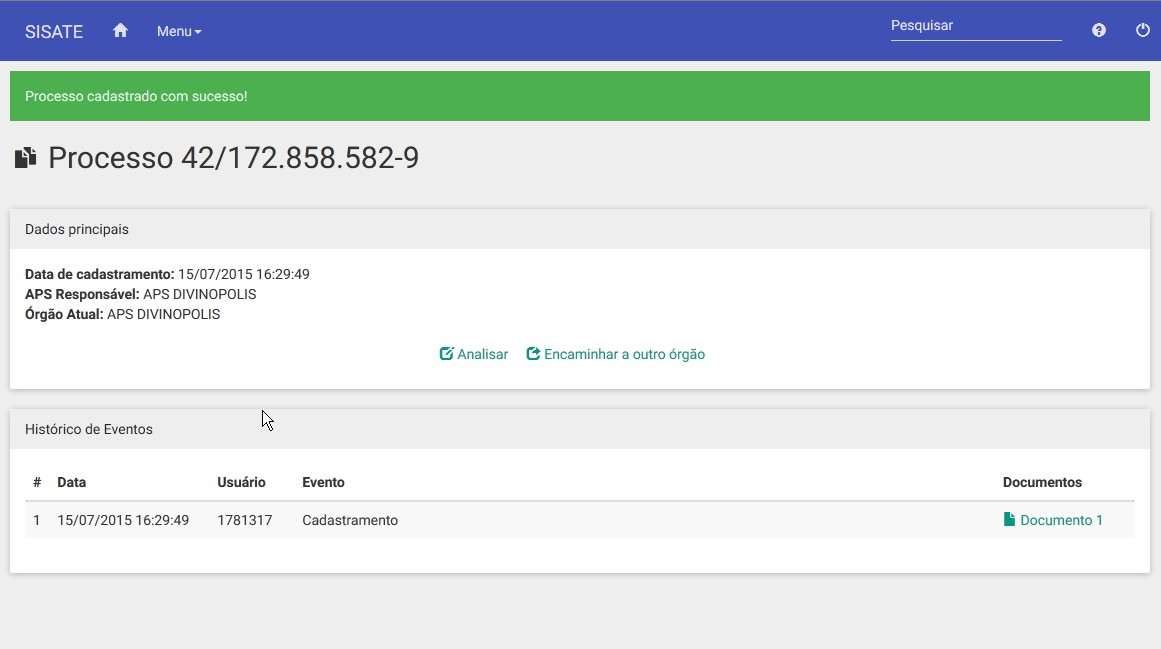 SISATE Menu Pesquisar
Processo cadastrado com sucesso!
Processo 42/172.858.582-9
Dados principais
Data de cadastramento: 15/07/2015 16:29:49
APS Responsável: APS DIVINOPOLIS
Órgão Atual: APS DIVINOPOLIS
Analisar Encaminhar a outro órgão
Histórico de Eventos
# Data Usuário Evento Documentos
1 15/07/2015 16:29:49 1781317 Cadastramento Documento 1